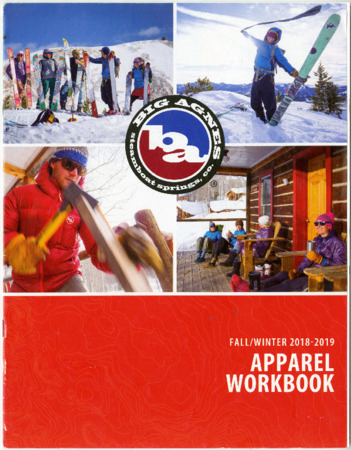 BIG AGNES
ba
steamboat springs, co.
®
FALL/WINTER 2018-2019
APPAREL
WORKBOOK